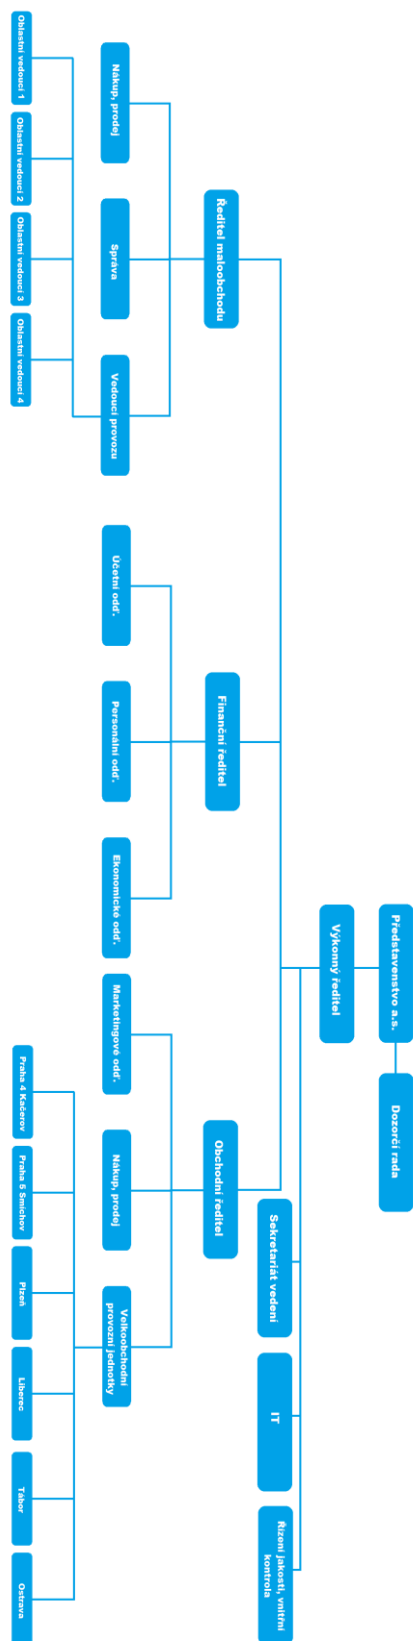 Představenstvo a.s.
Dozorčí rada
Výkonný ředitel
Sekretariát vedení
IT
Řízení jakosti, vnitřní
kontrola
Ředitel maloobchodu
Finanční ředitel
Obchodní ředitel
Nákup, prodej
Správa
Vedoucí provozu
Účetní odd.
Personální odd.
Ekonomické odd.
Marketingové odd.
Nákup, prodej
Velkoobchodní
provozní jednotky
Oblastní vedoucí 1
Oblastní vedoucí 2
Oblastní vedoucí 3
Oblastní vedoucí 4
Praha 4 Kačerov
Praha 5 Smíchov
Plzeň
Liberec
Tábor
Ostrava